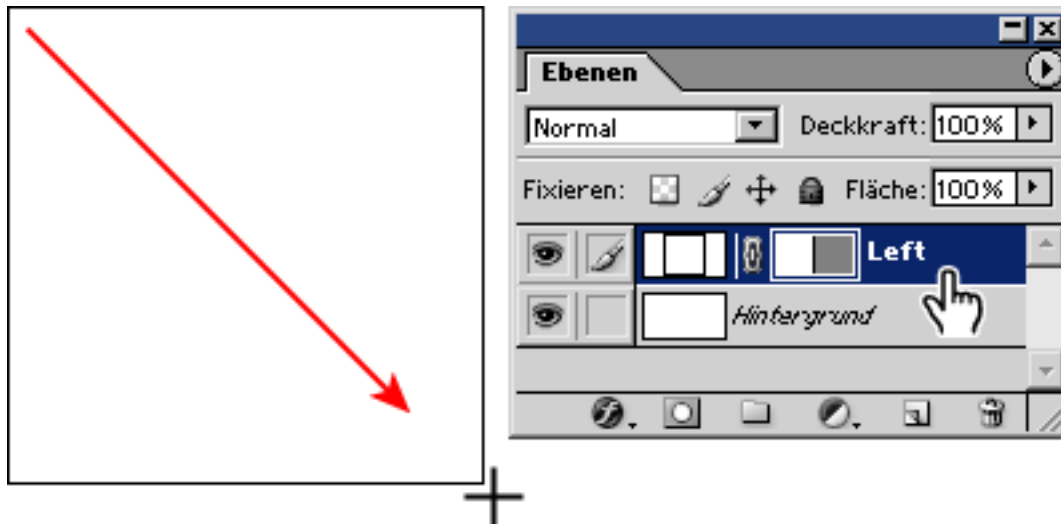 Ebenen
Normal Deckkraft: 100%
Fixieren: Fläche: 100%
Left
Hintergrund